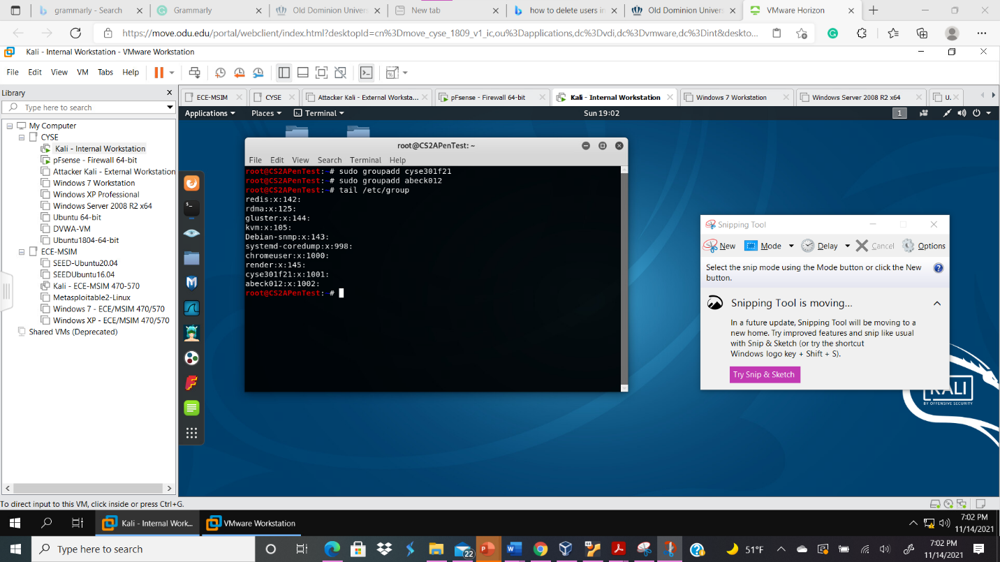 grammarly - Search
Grammarly
Old Dominion Univer
New tab
how to delete users in
Old Dominion Univers
VMware Horizon
https://move.odu.edu/portal/webclient/index.html?desktopId=cn%3Dmove_cyse_1809_v1_ic,ou%3Dapplications,dc%3Dvdi,dc%3Dvmware,dc%3Dint&deskto...
Kali - Internal Workstation - VMware Workstation
File Edit View VM Tabs Help
Library
Type here to search
My Computer
CYSE
Kali - Internal Workstation
pFsense - Firewall 64-bit
Attacker Kali - External Workstation
Windows 7 Workstation
Windows XP Professional
Windows Server 2008 R2 x64
Ubuntu 64-bit
DVWA-VM
Ubuntu1804-64-bit
ECE-MSIM
SEED-Ubuntu20.04
SEEDUbuntu16.04
Kali - ECE-MSIM 470-570
Metasploitable2-Linux
Windows 7 - ECE/MSIM 470/570
Windows XP - ECE/MSIM 470/570
Shared VMs (Deprecated)
ECE-MSIM
CYSE
Attacker Kali - External Worksta...
pFsense - Firewall 64-bit
Kali - Internal Workstation
Windows 7 Workstation
Windows Server 2008 R2 x64
U.
Applications Places Terminal Sun 19:02 1
root@CS2APenTest: ~
File Edit View Search Terminal Help
root@CS2APenTest:~# sudo groupadd cyse301f21
root@CS2APenTest:~# sudo groupadd abeck012
root@CS2APenTest:~# tail /etc/group
redis:x:142:
rdma:x:125:
gluster:x:144:
kvm:x:105:
Debian-snmp:x:143:
systemd-coredump:x:998:
chromeuser:x:1000:
render:x:145:
cyse301f21:x:1001:
abeck012:x:1002:
root@CS2APenTest:~#
Snipping Tool
New Mode Delay Cancel Options
Select the snip mode using the Mode button or click the New
button.
Snipping Tool is moving...
In a future update, Snipping Tool will be moving to a
new home. Try improved features and snip like usual
with Snip & Sketch (or try the shortcut
Windows logo key + Shift + S).
Try Snip & Sketch
KALI
BY OFFENSIVE SECURITY
To direct input to this VM, click inside or press Ctrl+G.
Kali - Internal Work...
VMware Workstation
7:02 PM
11/14/2021
Type here to search
22
51°F
7:02 PM
11/14/2021